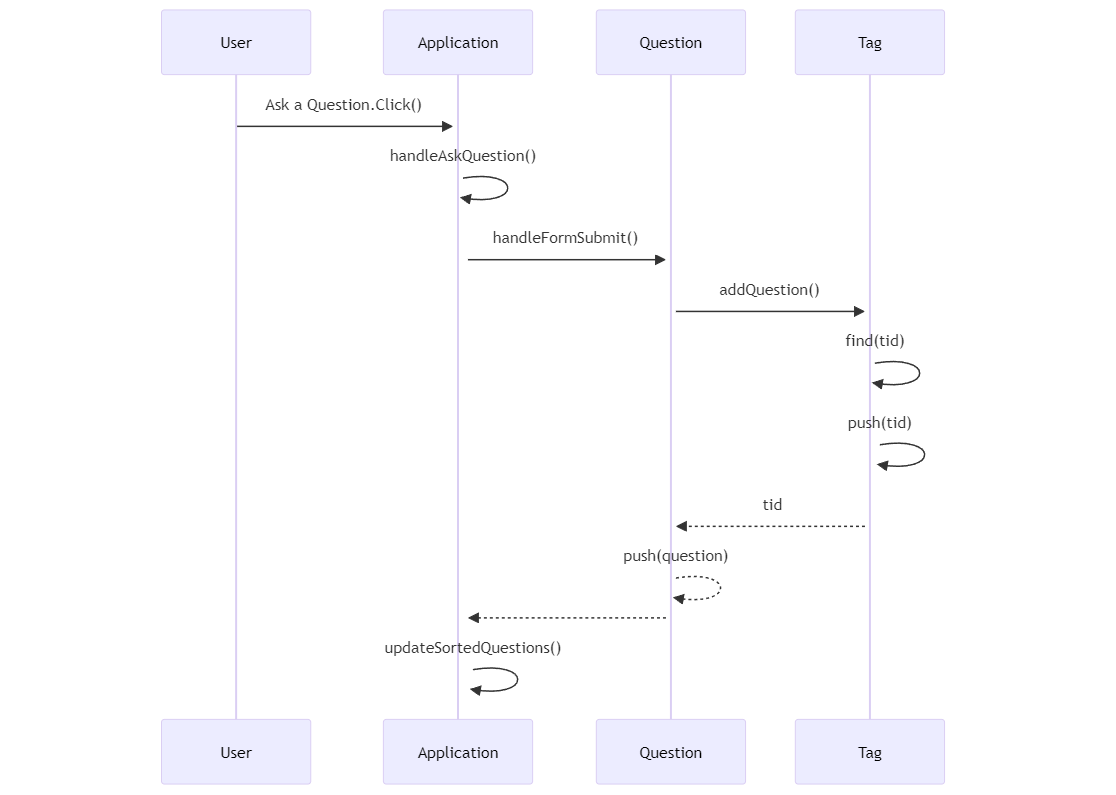 User
Application
Question
Tag
Ask a Question.Click()
handleAskQuestion()
handleFormSubmit()
addQuestion()
find(tid)
push(tid)
tid
push(question)
updateSortedQuestions()
User
Application
Question
Tag